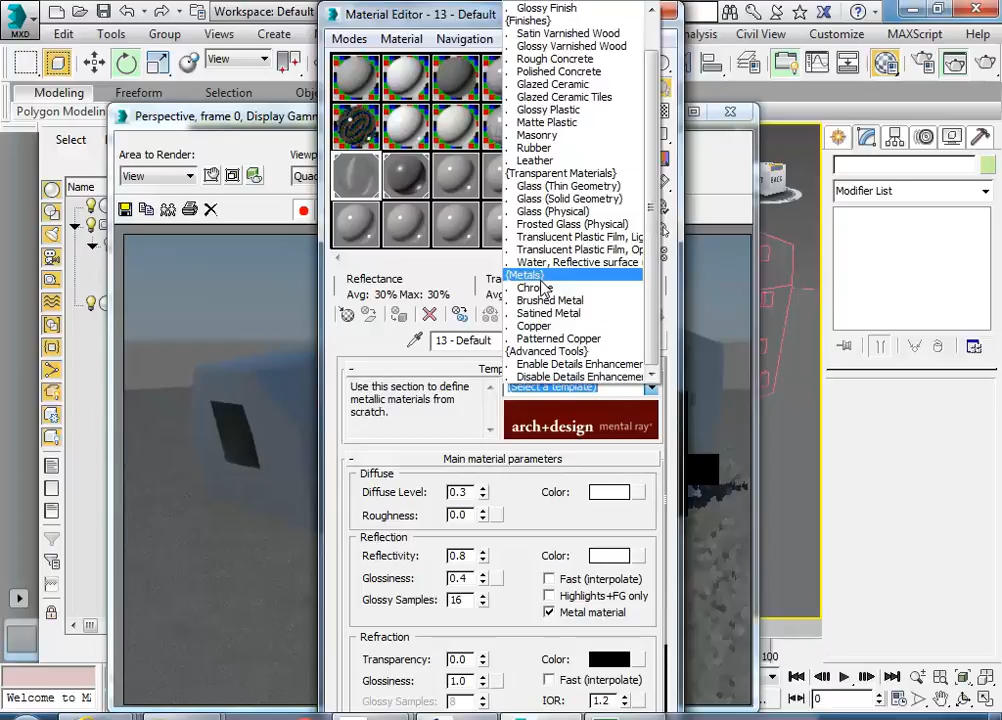 Workspace: Default
MXD
Edit
Tools
Group
Views
Create
Civil View
Customize
MAXScript
Help
View
Modeling
Freeform
Selection
Polygon Modeling
Select
Name
Perspective, frame 0, Display Gamm
Area to Render:
View
Viewp
Quad
Material Editor - 13 - Default
Modes
Material
Navigation
Glossy Finish
{Finishes}
Satin Varnished Wood
Glossy Varnished Wood
Rough Concrete
Polished Concrete
Glazed Ceramic
Glazed Ceramic Tiles
Glossy Plastic
Matte Plastic
Masonry
Rubber
Leather
{Transparent Materials}
Glass (Thin Geometry)
Glass (Solid Geometry)
Glass (Physical)
Frosted Glass (Physical)
Translucent Plastic Film, Lig
Translucent Plastic Film, Op
Water, Reflective surface
{Metals}
Chrome
Brushed Metal
Satined Metal
Copper
Patterned Copper
{Advanced Tools}
Enable Details Enhancemen
Disable Details Enhancemen
(Select a template)
Reflectance
Avg: 30% Max: 30%
Tra
Avg:
13 - Default
Temp
Use this section to define
metallic materials from
scratch.
arch+design mental ray®
Main material parameters
Diffuse
Diffuse Level: 0.3
Color:
Roughness: 0.0
Reflection
Reflectivity: 0.8
Color:
Glossiness: 0.4
Fast (interpolate)
Glossy Samples: 16
Highlights+FG only
Metal material
Refraction
Transparency: 0.0
Color:
Glossiness: 1.0
Fast (interpolate)
Glossy Samples: 8
IOR: 1.2
BACK
Modifier List
100
0
Welcome to M